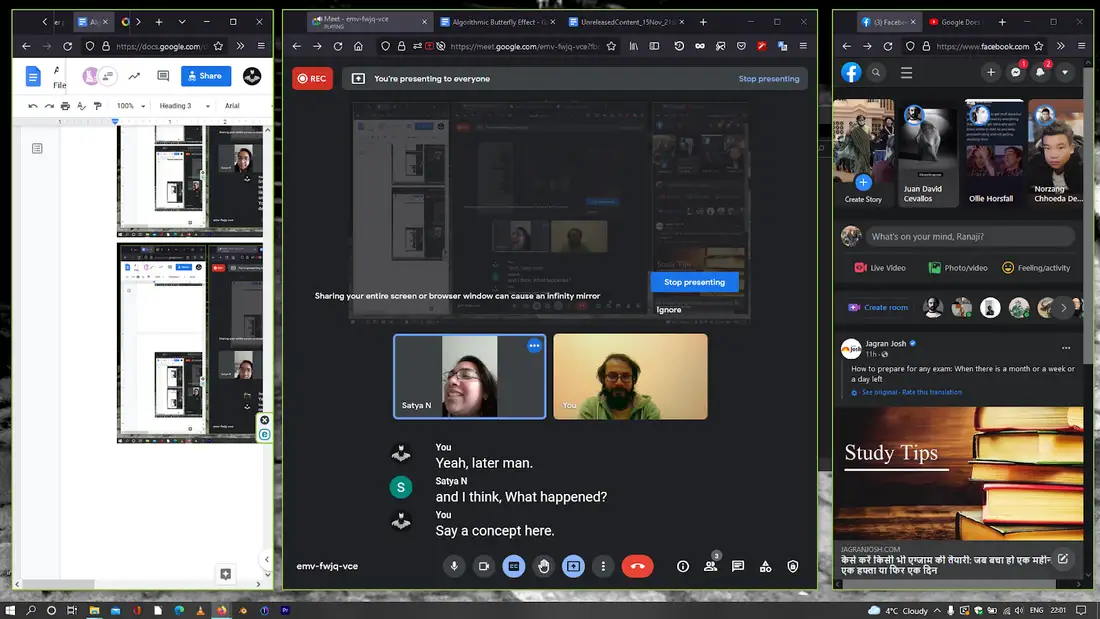 https://docs.google.com/d
File
Share
100%
Heading 3
Arial
Meet - emv-fwjq-vce
PLAYING
Algorithmic Butterfly Effect - G
UnreleasedContent_15Nov_21
https://meet.google.com/emv-fwjq-vce?
REC
You're presenting to everyone
Stop presenting
Stop presenting
Sharing your entire screen or browser window can cause an infinity mirror
Ignore
Satya N
You
You
Yeah, later man.
Satya N
S
and I think, What happened?
You
Say a concept here.
emv-fwjq-vce
CC
3
(3) Faceb
Google Docs
https://www.facebook.com
1
2
Create Story
Juan David
Cevallos
Ollie Horsfall
Norzang
Chhoeda De...
What's on your mind, Ranaji?
Live Video
Photo/video
Feeling/activity
Create room
Jagran Josh
11h
How to prepare for any exam: When there is a month or a week or
a day left
See original · Rate this translation
Study Tips
JAGRANJOSH.COM
कैसे करें किसी भी एग्जाम की तैयारी: जब बचा हो एक महीन
एक हफ्ता या फिर एक दिन
4°C Cloudy
ENG
22:01